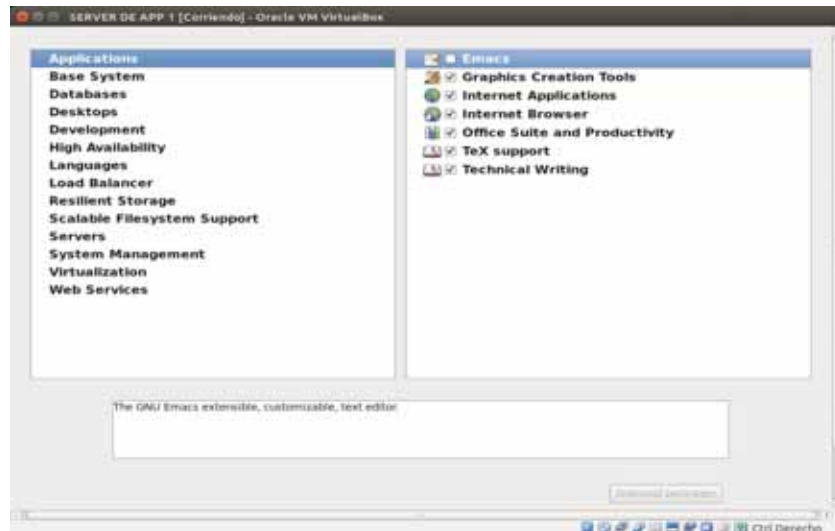 SERVER DE APP 1 [Corriendo] - Oracle VM VirtualBox
Applications
Base System
Databases
Desktops
Development
High Availability
Languages
Load Balancer
Resilient Storage
Scalable Filesystem Support
Servers
System Management
Virtualization
Web Services
Emacs
Graphics Creation Tools
Internet Applications
Internet Browser
Office Suite and Productivity
TeX support
Technical Writing
The GNU Emacs extensible, customizable, text editor.
Optional packages
Ctrl Derecho